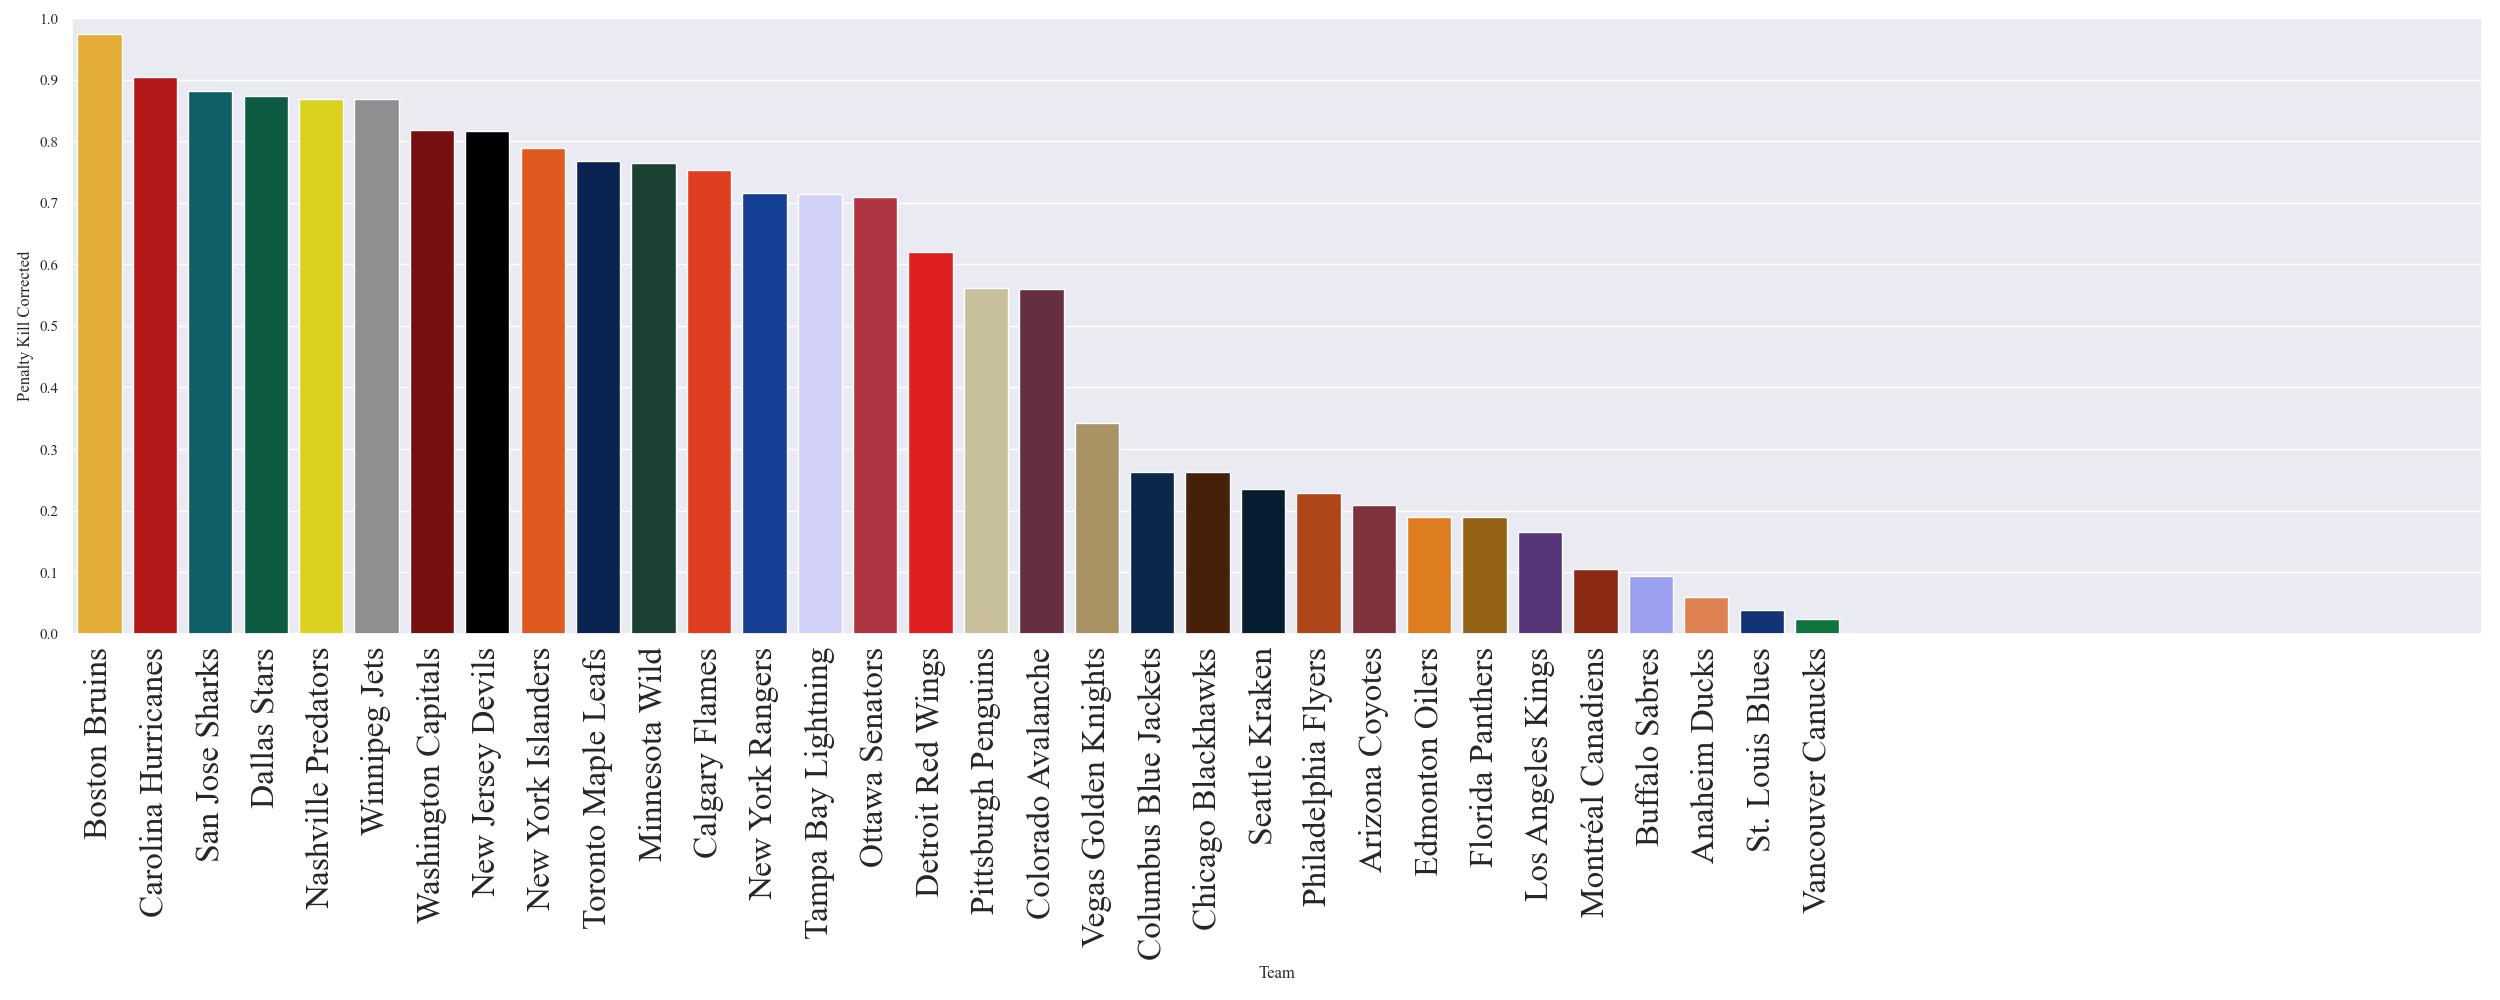 1.0
0.9
0.8
0.7
0.6
0.5
0.4
0.3
0.2
0.1
0.0
Penalty Kill Corrected
Boston Bruins
Carolina Hurricanes
San Jose Sharks
Dallas Stars
Nashville Predators
Winnipeg Jets
Washington Capitals
New Jersey Devils
New York Islanders
Toronto Maple Leafs
Minnesota Wild
Calgary Flames
New York Rangers
Tampa Bay Lightning
Ottawa Senators
Detroit Red Wings
Pittsburgh Penguins
Colorado Avalanche
Vegas Golden Knights
Columbus Blue Jackets
Chicago Blackhawks
Seattle Kraken
Philadelphia Flyers
Arizona Coyotes
Edmonton Oilers
Florida Panthers
Los Angeles Kings
Montréal Canadiens
Buffalo Sabres
Anaheim Ducks
St. Louis Blues
Vancouver Canucks
Team